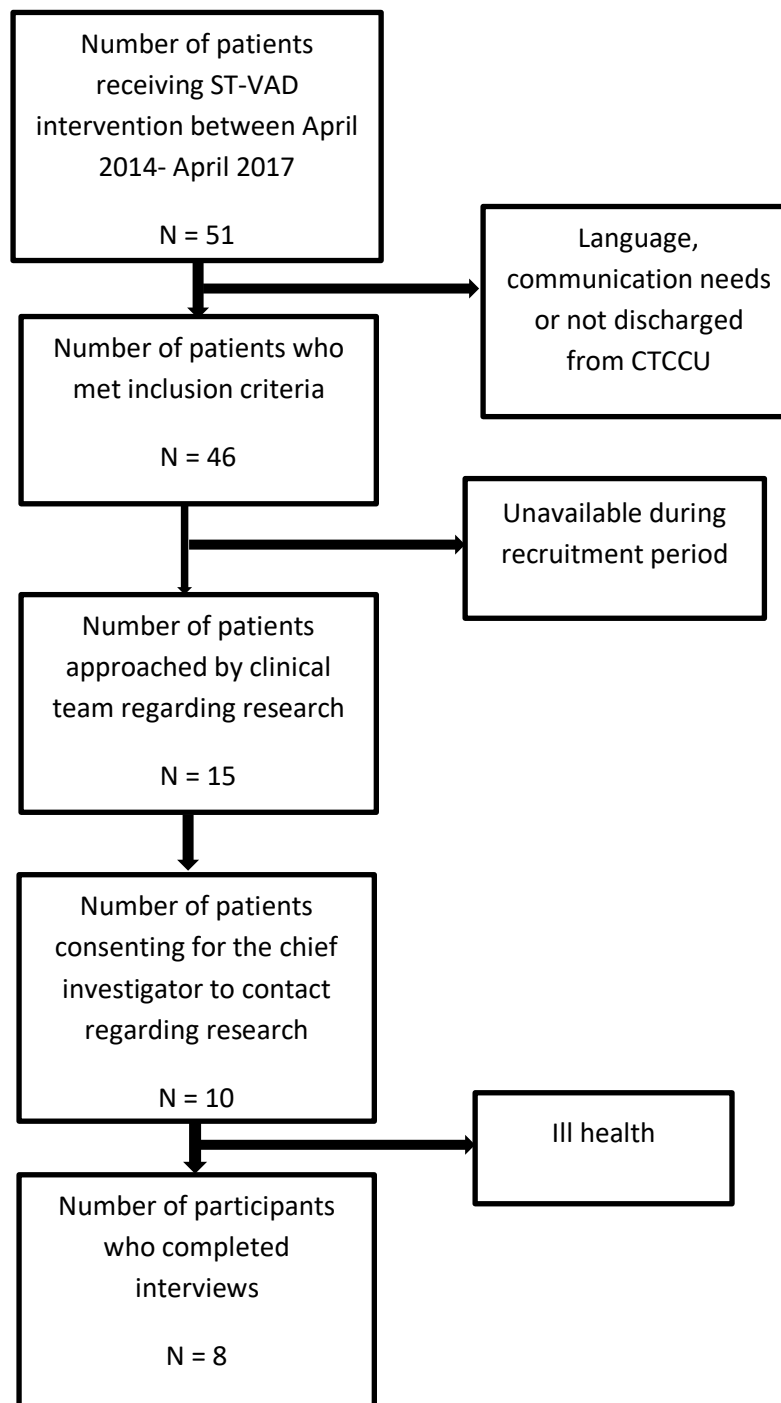 Number of patients
receiving ST-VAD
intervention between April
2014- April 2017
N = 51
Language,
communication needs
or not discharged
from CTCCU
Number of patients who
met inclusion criteria
N = 46
Unavailable during
recruitment period
Number of patients
approached by clinical
team regarding research
N = 15
Number of patients
consenting for the chief
investigator to contact
regarding research
N = 10
Ill health
Number of participants
who completed
interviews
N = 8